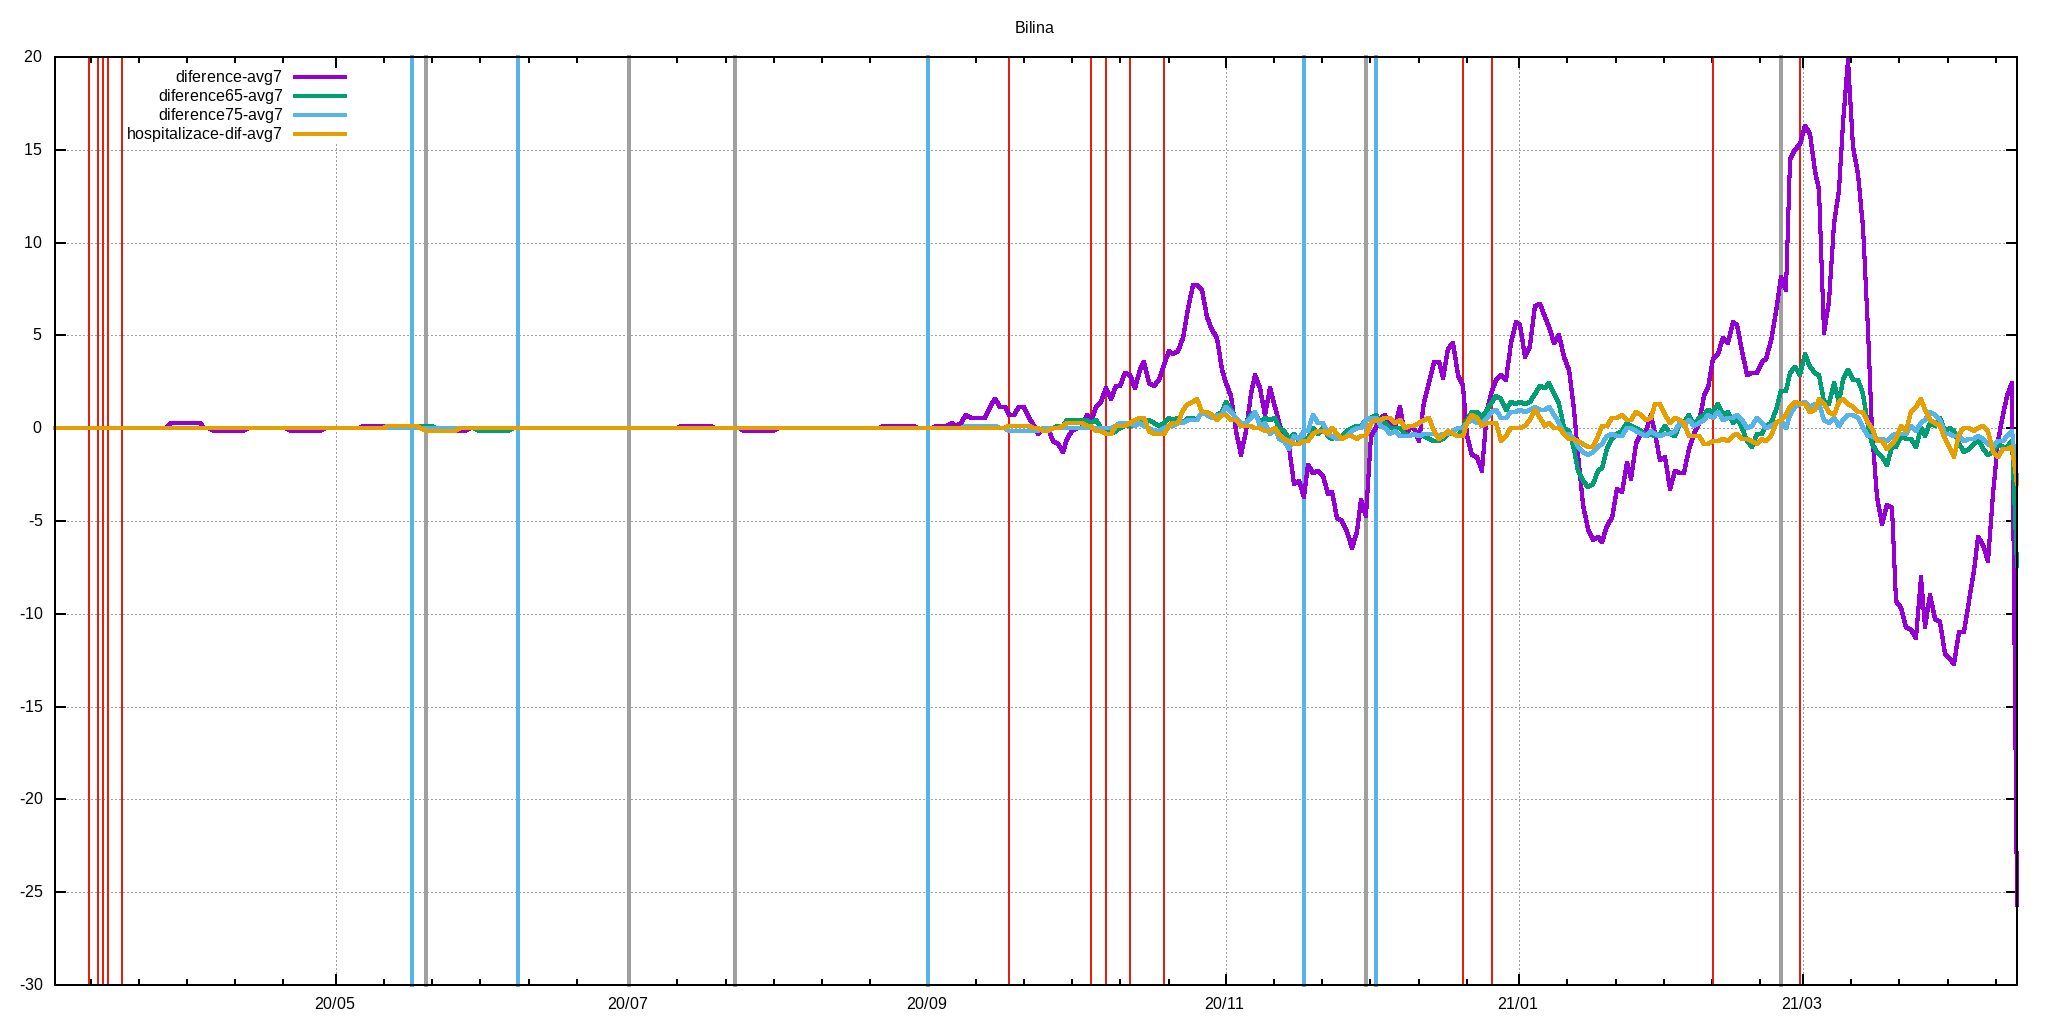 Bilina
diference-avg7
diference65-avg7
diference75-avg7
hospitalizace-dif-avg7
20
15
10
5
0
-5
-10
-15
-20
-25
-30
20/05 20/07 20/09 20/11 21/01 21/03